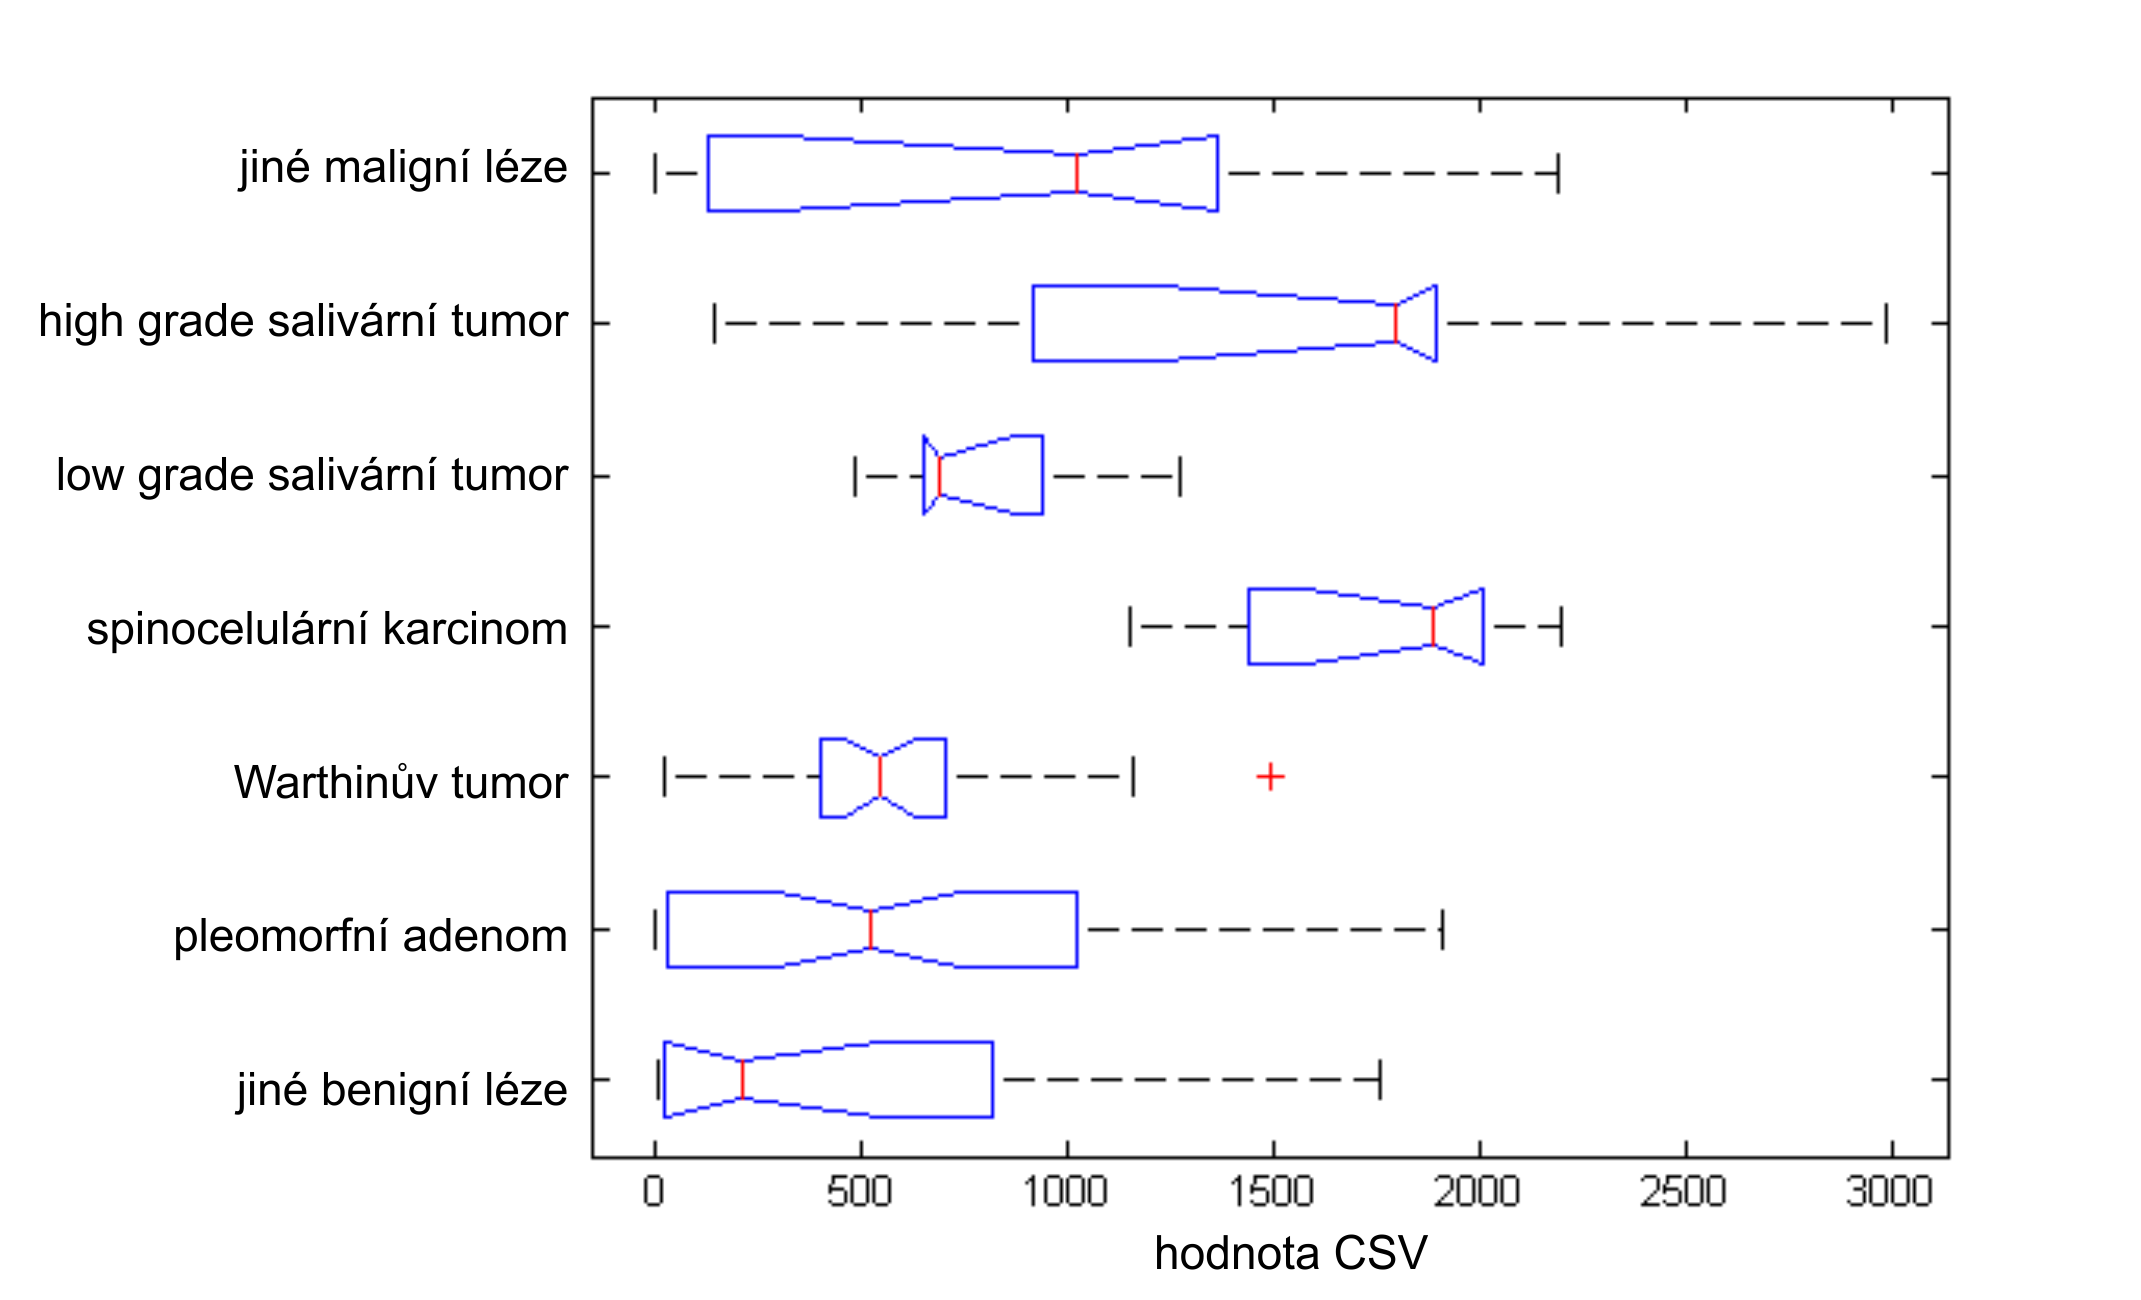 jiné maligní léze
high grade salivární tumor
low grade salivární tumor
spinocelulární karcinom
Warthinův tumor
pleomorfní adenom
jiné benigní léze
0 500 1000 1500 2000 2500 3000
hodnota CSV